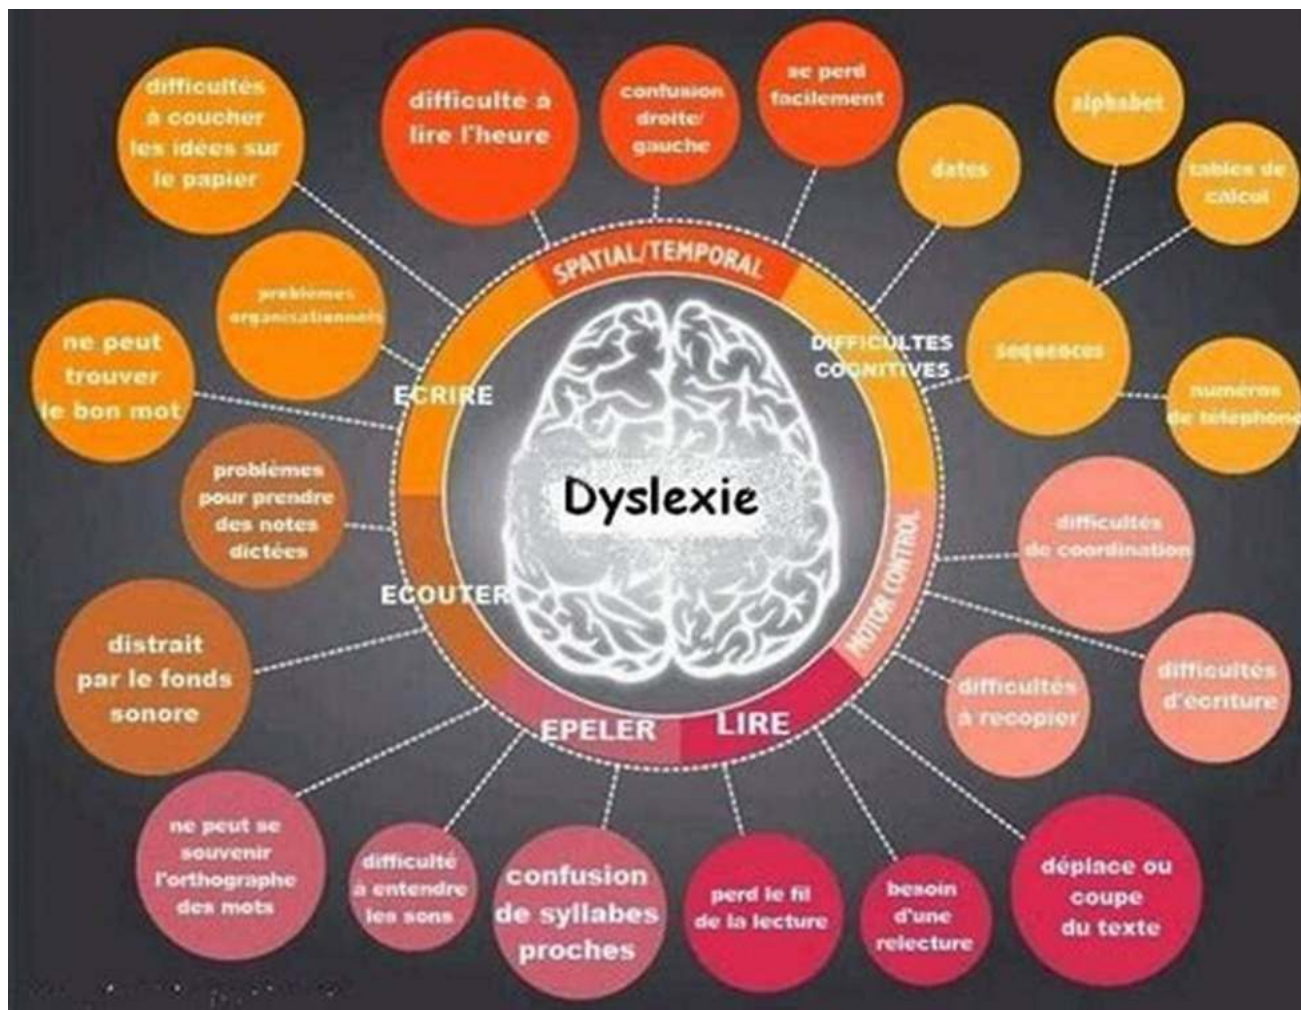 difficultés
à coucher
les idées sur
le papier
difficulté à
lire l'heure
confusion
droite/
gauche
se perd
facilement
dates
alphabet
tables de
calcul
séquences
numéros
de téléphone
problèmes
organisationnels
ne peut
trouver
le bon mot
SPATIAL/TEMPORAL
DIFFICULTES
COGNITIVES
ECRIRE
Dyslexie
problèmes
pour prendre
des notes
dictées
ECOUTER
MOTOR CONTROL
difficultés
de coordination
distrait
par le fonds
sonore
difficultés
à recopier
difficultés
d'écriture
EPELER
LIRE
ne peut se
souvenir
l'orthographe
des mots
difficulté
à entendre
les sons
confusion
de syllabes
proches
perd le fil
de la lecture
besoin
d'une
relecture
déplace ou
coupe
du texte